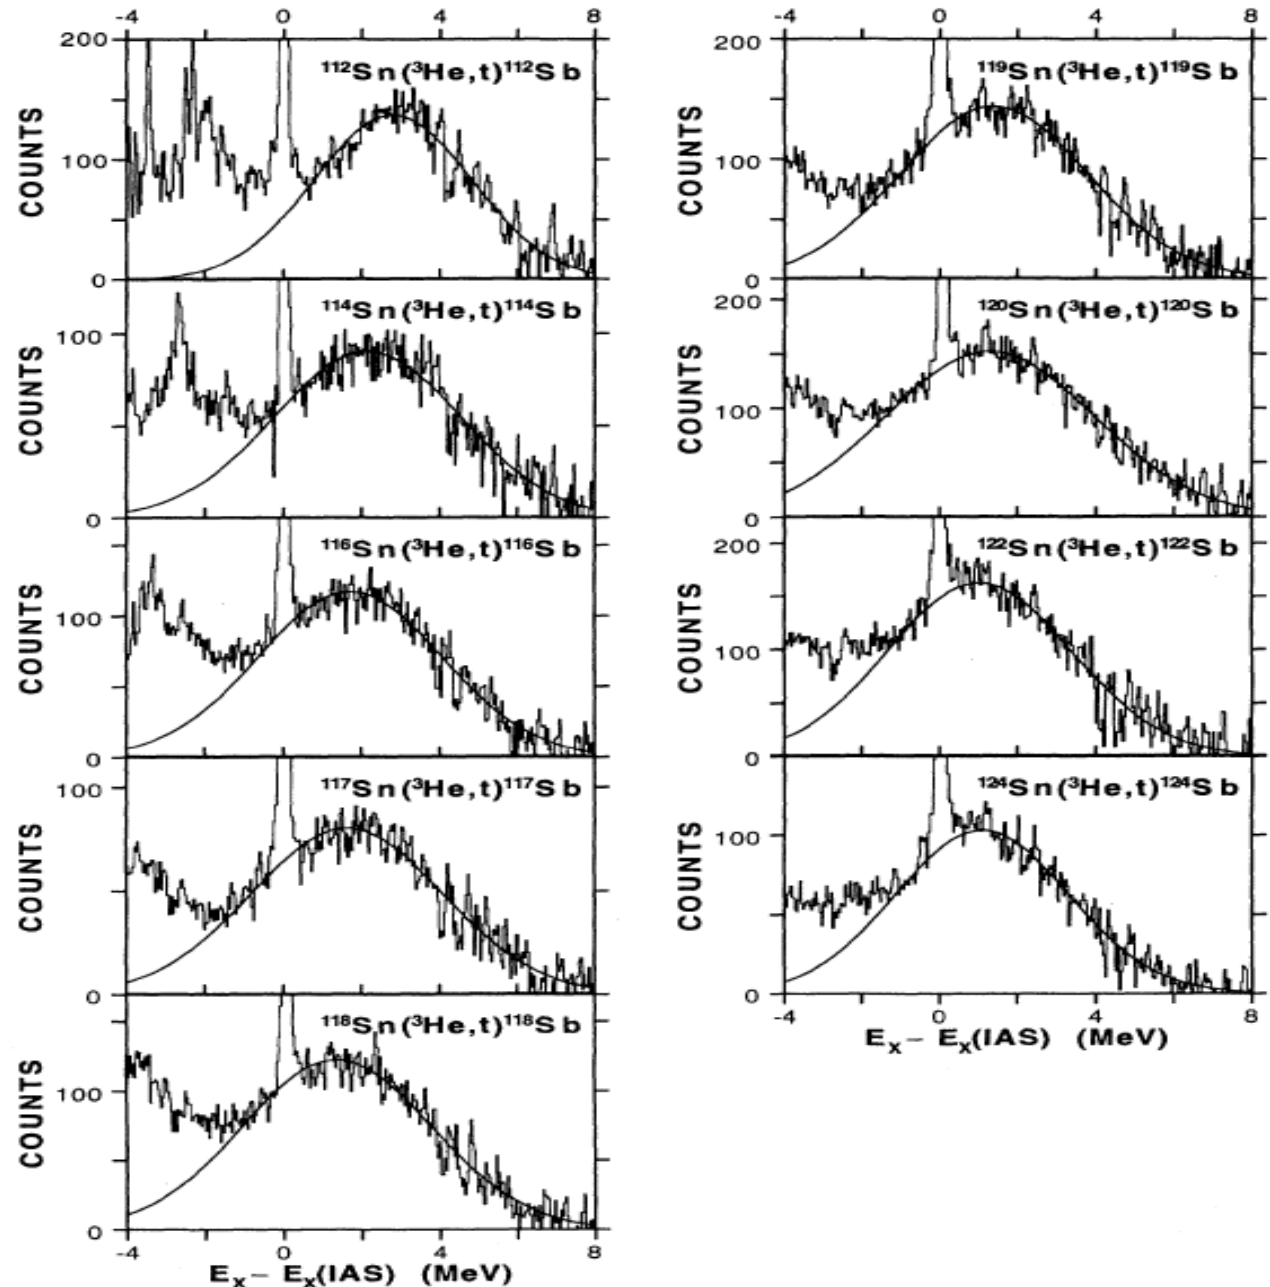 -4 0 4 8
200
¹¹²Sn(³He,t)¹¹²Sb
COUNTS
100
0
¹¹⁴Sn(³He,t)¹¹⁴Sb
COUNTS
100
0
¹¹⁶Sn(³He,t)¹¹⁶Sb
COUNTS
100
0
¹¹⁷Sn(³He,t)¹¹⁷Sb
COUNTS
100
0
¹¹⁸Sn(³He,t)¹¹⁸Sb
COUNTS
100
0
-4 0 4 8
Eₓ– Eₓ(IAS) (MeV)
-4 0 4 8
200
¹¹⁹Sn(³He,t)¹¹⁹Sb
COUNTS
100
0
200
¹²⁰Sn(³He,t)¹²⁰Sb
COUNTS
100
0
200
¹²²Sn(³He,t)¹²²Sb
COUNTS
100
0
¹²⁴Sn(³He,t)¹²⁴Sb
COUNTS
100
0
-4 0 4 8
Eₓ– Eₓ(IAS) (MeV)